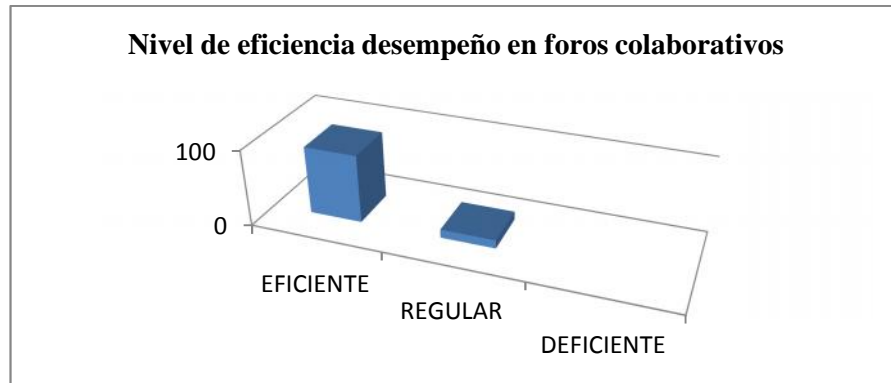 Nivel de eficiencia desempeño en foros colaborativos
100
0
EFICIENTE
REGULAR
DEFICIENTE